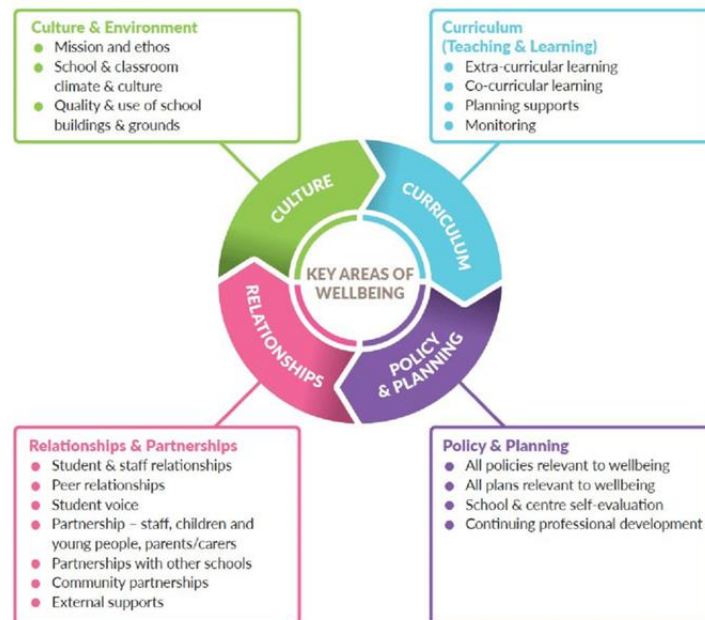 Culture & Environment
● Mission and ethos
● School & classroom
climate & culture
● Quality & use of school
buildings & grounds
Curriculum
(Teaching & Learning)
● Extra-curricular learning
● Co-curricular learning
● Planning supports
● Monitoring
CULTURE
CURRICULUM
KEY AREAS OF
WELLBEING
RELATIONSHIPS
POLICY
& PLANNING
Relationships & Partnerships
● Student & staff relationships
● Peer relationships
● Student voice
● Partnership – staff, children and
young people, parents/carers
● Partnerships with other schools
● Community partnerships
● External supports
Policy & Planning
● All policies relevant to wellbeing
● All plans relevant to wellbeing
● School & centre self-evaluation
● Continuing professional development